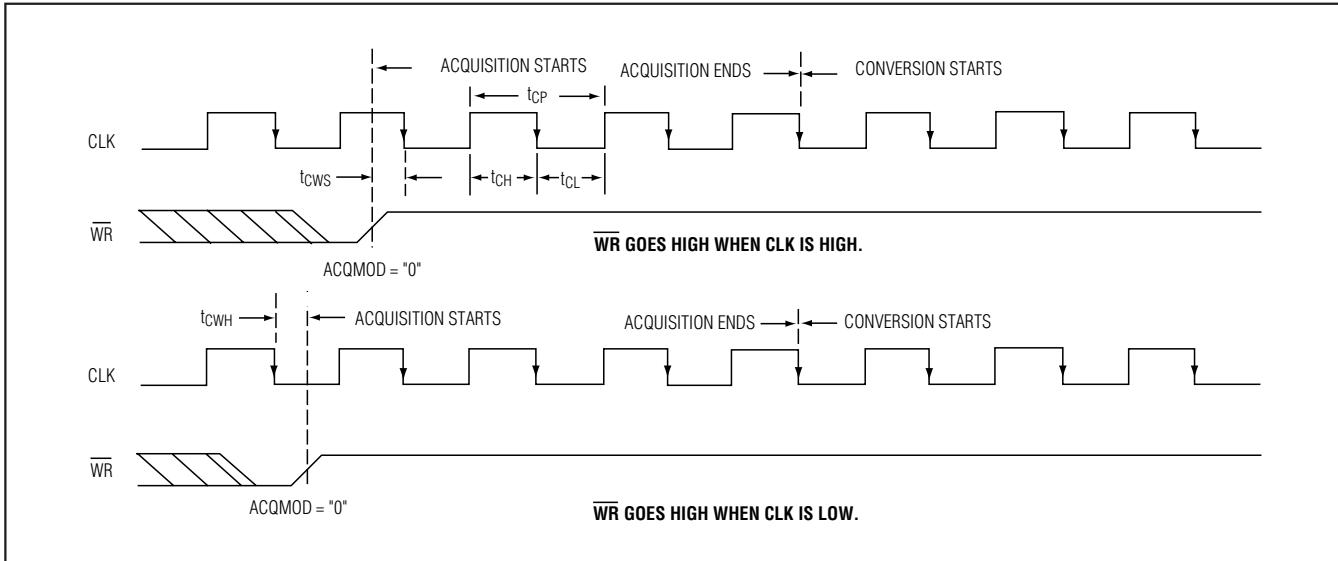 ACQUISITION STARTS ACQUISITION ENDS CONVERSION STARTS
tCP
CLK
tCWS tCH tCL
WR
WR GOES HIGH WHEN CLK IS HIGH.
ACQMOD = "0"
tCWH ACQUISITION STARTS ACQUISITION ENDS CONVERSION STARTS
CLK
WR
ACQMOD = "0"
WR GOES HIGH WHEN CLK IS LOW.